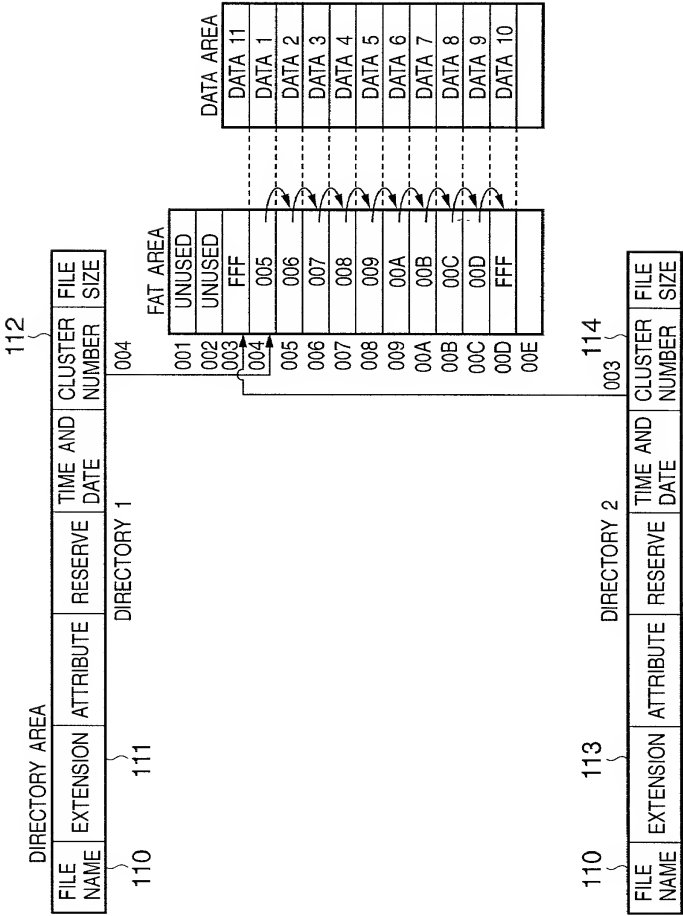 DIRECTORY AREA
FILE NAME
EXTENSION
ATTRIBUTE
RESERVE
TIME AND DATE
CLUSTER NUMBER
FILE SIZE
110
111
112
DIRECTORY 1
004
FAT AREA
001 UNUSED
002 UNUSED
003 FFF
004 005
005 006
006 007
007 008
008 009
009 00A
00A 00B
00B 00C
00C 00D
00D FFF
00E
DATA AREA
DATA 11
DATA 1
DATA 2
DATA 3
DATA 4
DATA 5
DATA 6
DATA 7
DATA 8
DATA 9
DATA 10
003
DIRECTORY 2
110
113
114
FILE NAME
EXTENSION
ATTRIBUTE
RESERVE
TIME AND DATE
CLUSTER NUMBER
FILE SIZE